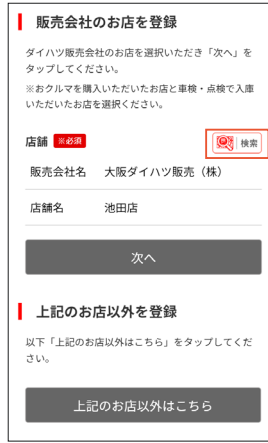 販売会社のお店を登録
ダイハツ販売会社のお店を選択いただき「次へ」を
タップしてください。
※おクルマを購入いただいたお店と車検・点検で入庫
いただいたお店を選択ください。
店舗 ※必須 検索
販売会社名 大阪ダイハツ販売（株）
店舗名 池田店
次へ
上記のお店以外を登録
以下「上記のお店以外はこちら」をタップしてくだ
さい。
上記のお店以外はこちら